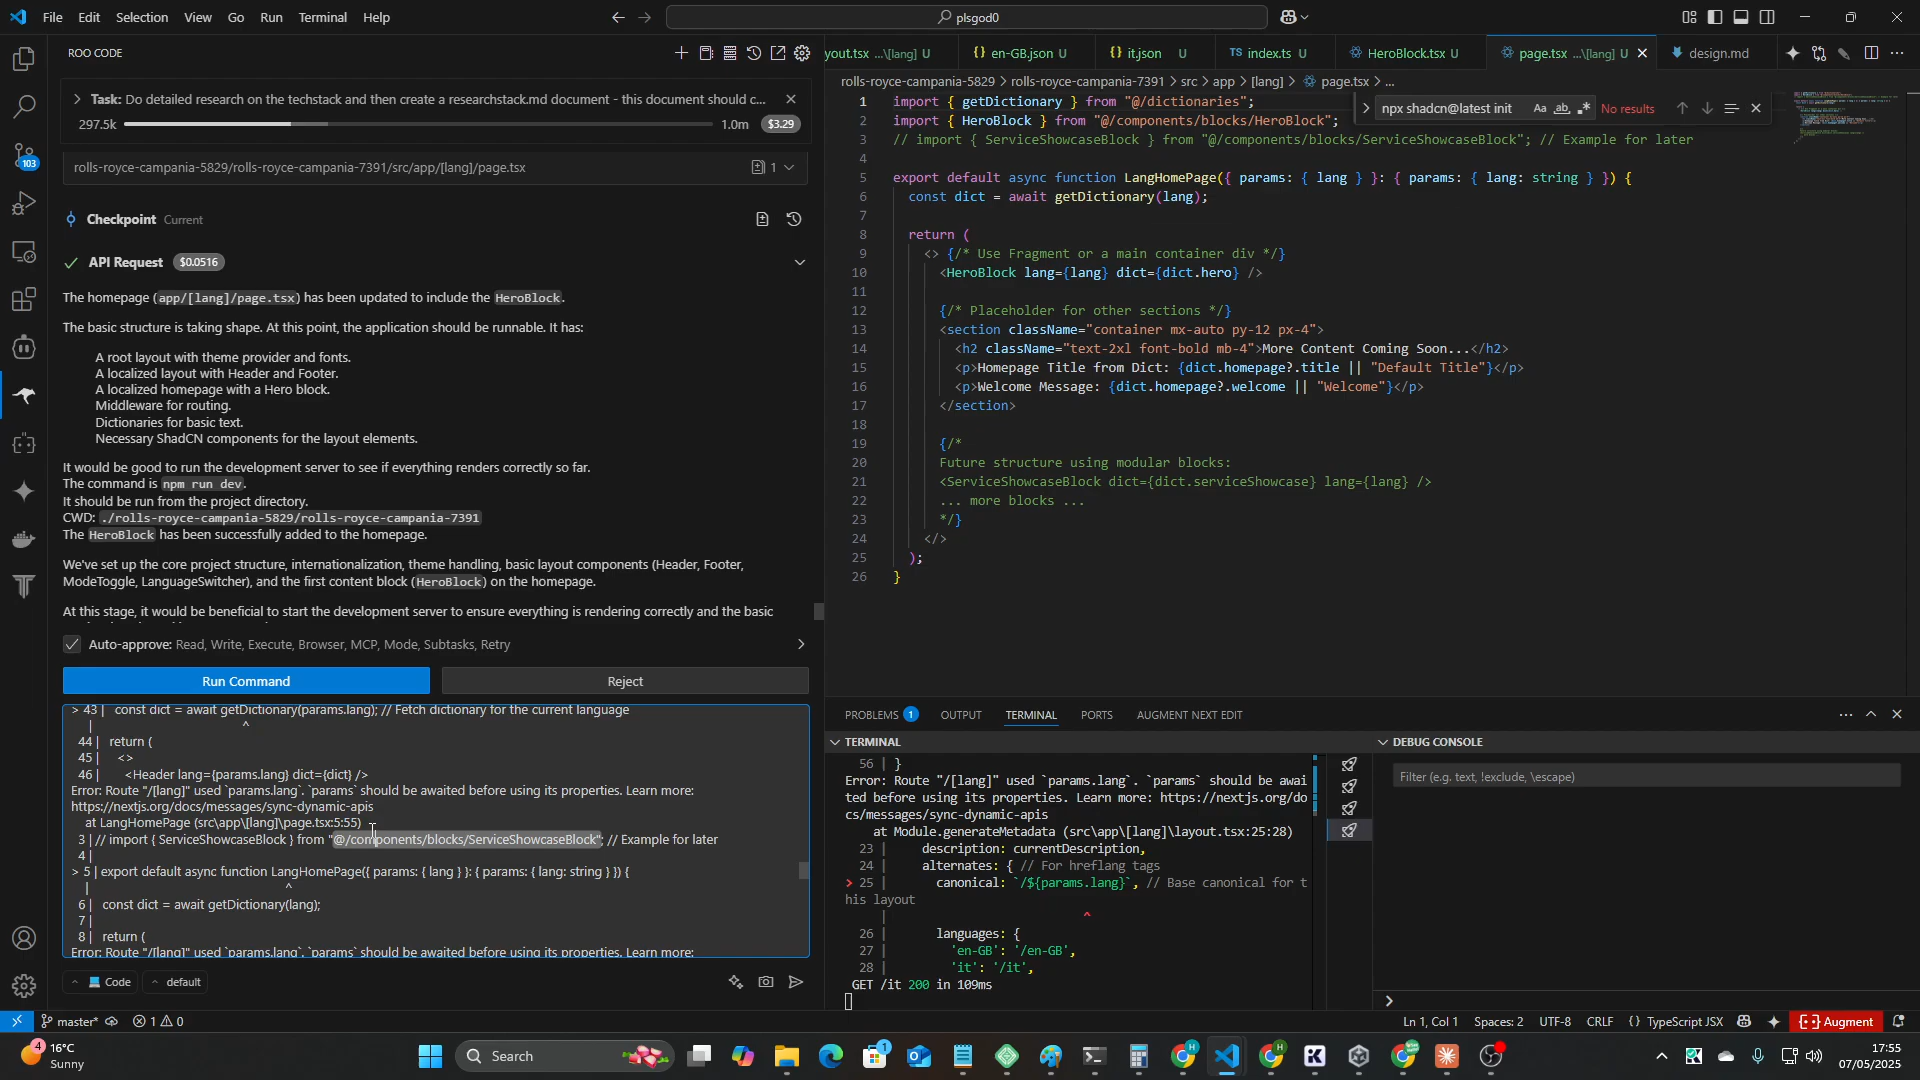 File Edit Selection View Go Run Terminal Help
plsgod0
ROO CODE
Task: Do detailed research on the techstack and then create a researchstack.md document - this document should c...
297.5k 1.0m $3.29
rolls-royce-campania-5829/rolls-royce-campania-7391/src/app/[lang]/page.tsx 1
Checkpoint Current
API Request $0.0516
The homepage (app/[lang]/page.tsx) has been updated to include the HeroBlock.
The basic structure is taking shape. At this point, the application should be runnable. It has:
A root layout with theme provider and fonts.
A localized layout with Header and Footer.
A localized homepage with a Hero block.
Middleware for routing.
Dictionaries for basic text.
Necessary ShadCN components for the layout elements.
It would be good to run the development server to see if everything renders correctly so far.
The command is npm run dev.
It should be run from the project directory.
CWD: ./rolls-royce-campania-5829/rolls-royce-campania-7391
The HeroBlock has been successfully added to the homepage.
We've set up the core project structure, internationalization, theme handling, basic layout components (Header, Footer,
ModeToggle, LanguageSwitcher), and the first content block (HeroBlock) on the homepage.
At this stage, it would be beneficial to start the development server to ensure everything is rendering correctly and the basic
Auto-approve: Read, Write, Execute, Browser, MCP, Mode, Subtasks, Retry
Run Command Reject
> 43 | const dict = await getDictionary(params.lang); // Fetch dictionary for the current language
| ^
44 | return (
45 | <>
46 | <Header lang={params.lang} dict={dict} />
Error: Route "/[lang]" used `params.lang`. `params` should be awaited before using its properties. Learn more:
https://nextjs.org/docs/messages/sync-dynamic-apis
at LangHomePage (src\app\[lang]\page.tsx:5:55)
3 | // import { ServiceShowcaseBlock } from "@/components/blocks/ServiceShowcaseBlock"; // Example for later
4 |
> 5 | export default async function LangHomePage({ params: { lang } }: { params: { lang: string } }) {
| ^
6 | const dict = await getDictionary(lang);
7 |
8 | return (
Error: Route "/[lang]" used `params.lang`. `params` should be awaited before using its properties. Learn more:
Code default
yout.tsx ...\[lang] U
{} en-GB.json U
{} it.json U
TS index.ts U
HeroBlock.tsx U
page.tsx ...\[lang] U
design.md
rolls-royce-campania-5829 > rolls-royce-campania-7391 > src > app > [lang] > page.tsx > ...
npx shadcn@latest init Aa ab .* No results
1 import { getDictionary } from "@/dictionaries";
2 import { HeroBlock } from "@/components/blocks/HeroBlock";
3 // import { ServiceShowcaseBlock } from "@/components/blocks/ServiceShowcaseBlock"; // Example for later
4
5 export default async function LangHomePage({ params: { lang } }: { params: { lang: string } }) {
6 const dict = await getDictionary(lang);
7
8 return (
9 <> {/* Use Fragment or a main container div */}
10 <HeroBlock lang={lang} dict={dict.hero} />
11
12 {/* Placeholder for other sections */}
13 <section className="container mx-auto py-12 px-4">
14 <h2 className="text-2xl font-bold mb-4">More Content Coming Soon...</h2>
15 <p>Homepage Title from Dict: {dict.homepage?.title || "Default Title"}</p>
16 <p>Welcome Message: {dict.homepage?.welcome || "Welcome"}</p>
17 </section>
18
19 {/*
20 Future structure using modular blocks:
21 <ServiceShowcaseBlock dict={dict.serviceShowcase} lang={lang} />
22 ... more blocks ...
23 */}
24 </>
25 );
26 }
PROBLEMS 1 OUTPUT TERMINAL PORTS AUGMENT NEXT EDIT
TERMINAL
56 | }
Error: Route "/[lang]" used `params.lang`. `params` should be awai
ted before using its properties. Learn more: https://nextjs.org/do
cs/messages/sync-dynamic-apis
at Module.generateMetadata (src\app\[lang]\layout.tsx:25:28)
23 | description: currentDescription,
24 | alternates: { // For hreflang tags
> 25 | canonical: `/${params.lang}`, // Base canonical for t
his layout
| ^
26 | languages: {
27 | 'en-GB': '/en-GB',
28 | 'it': '/it',
GET /it 200 in 109ms
DEBUG CONSOLE
Filter (e.g. text, !exclude, \escape)
103
master* 1 0
Ln 1, Col 1 Spaces: 2 UTF-8 CRLF {} TypeScript JSX Augment
4 16°C
Sunny
Search
1
17:55
07/05/2025